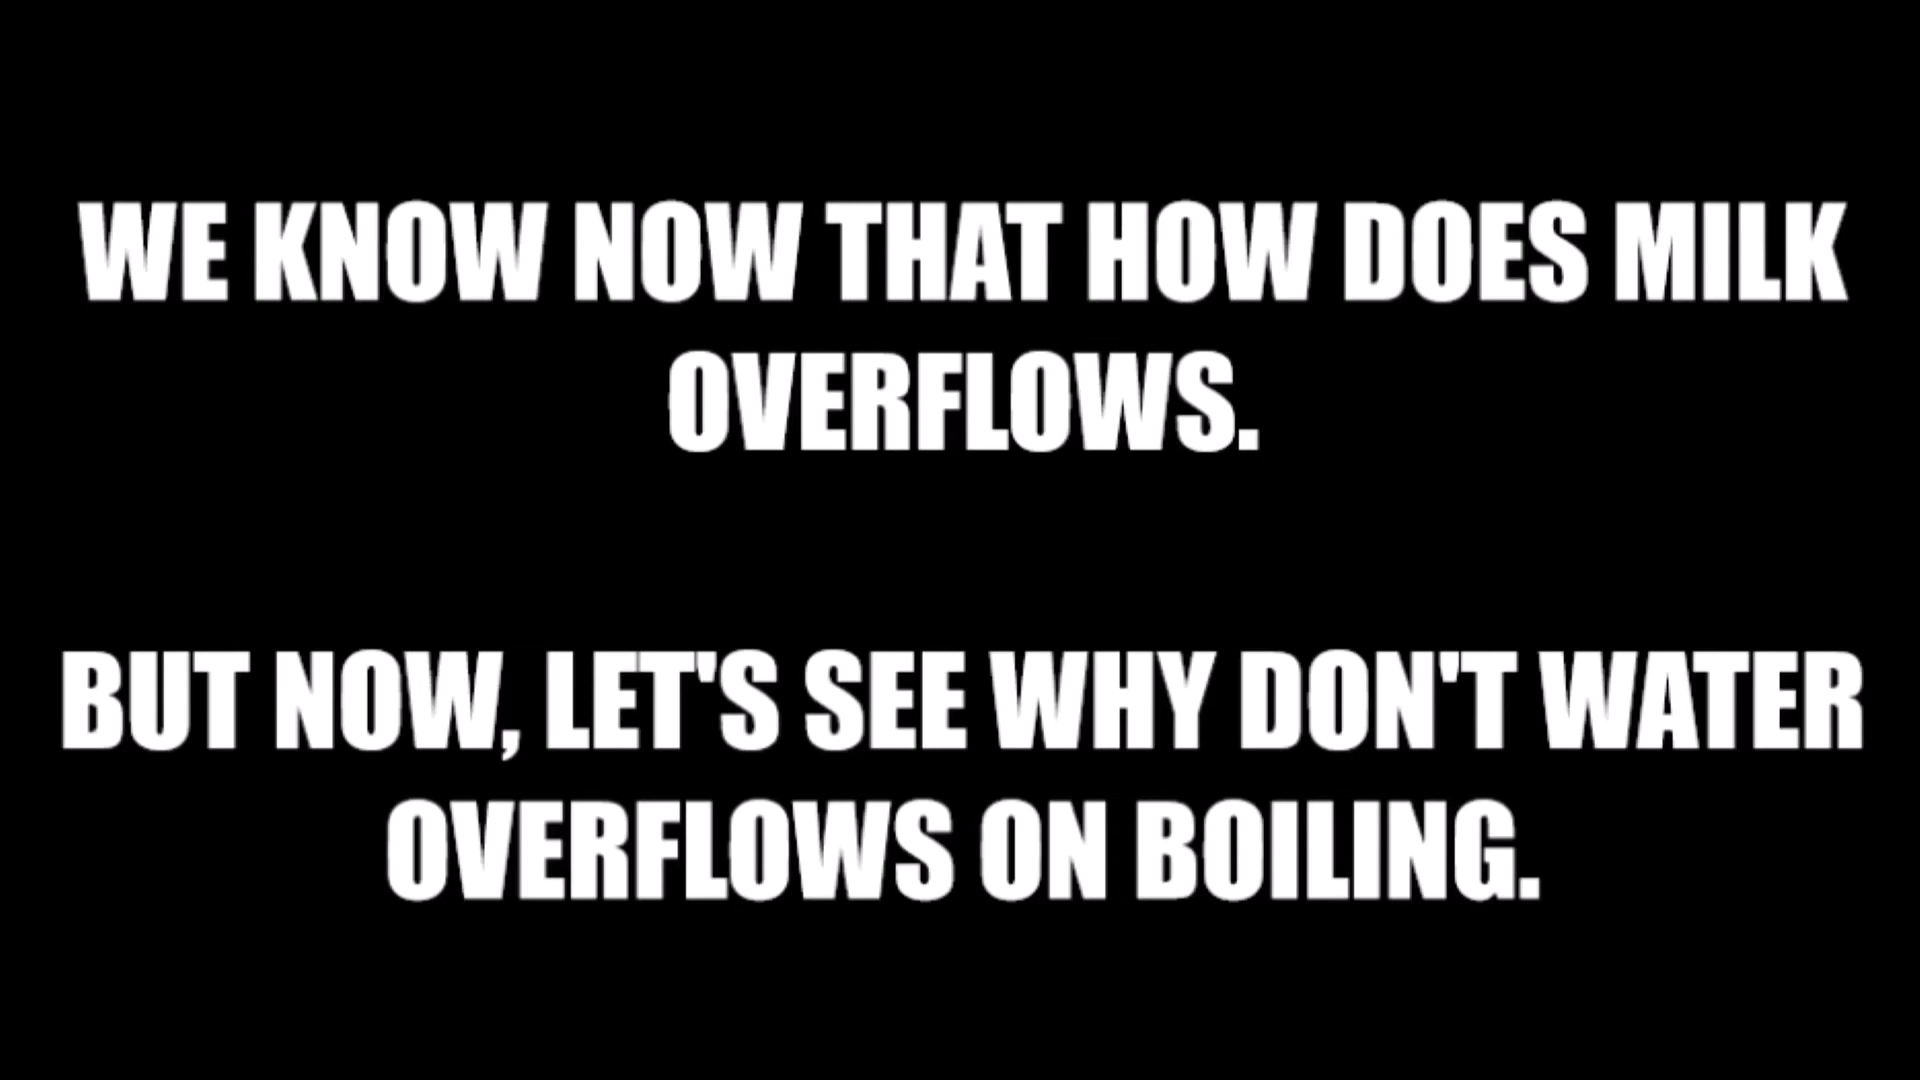 WE KNOW NOW THAT HOW DOES MILK
OVERFLOWS.
BUT NOW, LET'S SEE WHY DON'T WATER
OVERFLOWS ON BOILING.